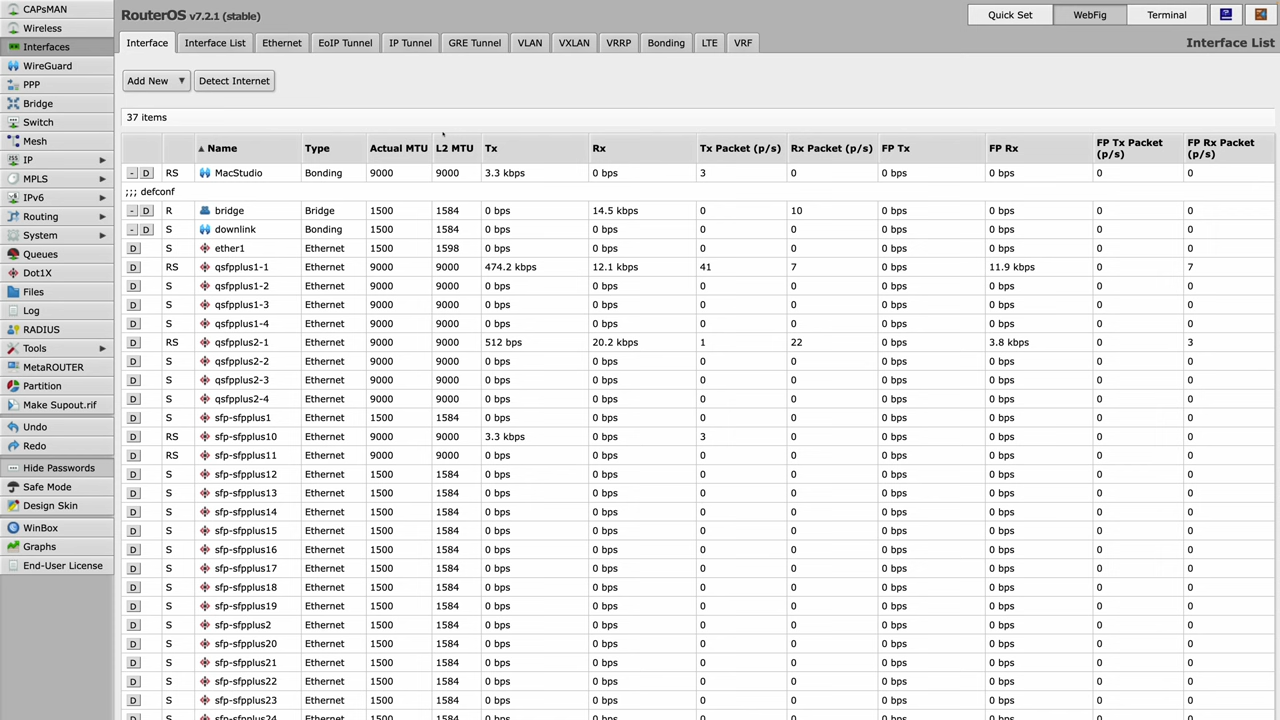 CAPsMAN
Wireless
Interfaces
WireGuard
PPP
Bridge
Switch
Mesh
IP
MPLS
IPv6
Routing
System
Queues
Dot1X
Files
Log
RADIUS
Tools
MetaROUTER
Partition
Make Supout.rif
Undo
Redo
Hide Passwords
Safe Mode
Design Skin
WinBox
Graphs
End-User License
RouterOS v7.2.1 (stable)
Quick Set WebFig Terminal
Interface Interface List Ethernet EoIP Tunnel IP Tunnel GRE Tunnel VLAN VXLAN VRRP Bonding LTE VRF Interface List
Add New ▼ Detect Internet
37 items
▲ Name Type Actual MTU L2 MTU Tx Rx Tx Packet (p/s) Rx Packet (p/s) FP Tx FP Rx FP Tx Packet (p/s) FP Rx Packet (p/s)
- D RS MacStudio Bonding 9000 9000 3.3 kbps 0 bps 3 0 0 bps 0 bps 0 0
;;; defconf
- D R bridge Bridge 1500 1584 0 bps 14.5 kbps 0 10 0 bps 0 bps 0 0
- D S downlink Bonding 1500 1584 0 bps 0 bps 0 0 0 bps 0 bps 0 0
D S ether1 Ethernet 1500 1598 0 bps 0 bps 0 0 0 bps 0 bps 0 0
D RS qsfpplus1-1 Ethernet 9000 9000 474.2 kbps 12.1 kbps 41 7 0 bps 11.9 kbps 0 7
D S qsfpplus1-2 Ethernet 9000 9000 0 bps 0 bps 0 0 0 bps 0 bps 0 0
D S qsfpplus1-3 Ethernet 9000 9000 0 bps 0 bps 0 0 0 bps 0 bps 0 0
D S qsfpplus1-4 Ethernet 9000 9000 0 bps 0 bps 0 0 0 bps 0 bps 0 0
D RS qsfpplus2-1 Ethernet 9000 9000 512 bps 20.2 kbps 1 22 0 bps 3.8 kbps 0 3
D S qsfpplus2-2 Ethernet 9000 9000 0 bps 0 bps 0 0 0 bps 0 bps 0 0
D S qsfpplus2-3 Ethernet 9000 9000 0 bps 0 bps 0 0 0 bps 0 bps 0 0
D S qsfpplus2-4 Ethernet 9000 9000 0 bps 0 bps 0 0 0 bps 0 bps 0 0
D S sfp-sfpplus1 Ethernet 1500 1584 0 bps 0 bps 0 0 0 bps 0 bps 0 0
D RS sfp-sfpplus10 Ethernet 9000 9000 3.3 kbps 0 bps 3 0 0 bps 0 bps 0 0
D RS sfp-sfpplus11 Ethernet 9000 9000 0 bps 0 bps 0 0 0 bps 0 bps 0 0
D S sfp-sfpplus12 Ethernet 1500 1584 0 bps 0 bps 0 0 0 bps 0 bps 0 0
D S sfp-sfpplus13 Ethernet 1500 1584 0 bps 0 bps 0 0 0 bps 0 bps 0 0
D S sfp-sfpplus14 Ethernet 1500 1584 0 bps 0 bps 0 0 0 bps 0 bps 0 0
D S sfp-sfpplus15 Ethernet 1500 1584 0 bps 0 bps 0 0 0 bps 0 bps 0 0
D S sfp-sfpplus16 Ethernet 1500 1584 0 bps 0 bps 0 0 0 bps 0 bps 0 0
D S sfp-sfpplus17 Ethernet 1500 1584 0 bps 0 bps 0 0 0 bps 0 bps 0 0
D S sfp-sfpplus18 Ethernet 1500 1584 0 bps 0 bps 0 0 0 bps 0 bps 0 0
D S sfp-sfpplus19 Ethernet 1500 1584 0 bps 0 bps 0 0 0 bps 0 bps 0 0
D S sfp-sfpplus2 Ethernet 1500 1584 0 bps 0 bps 0 0 0 bps 0 bps 0 0
D S sfp-sfpplus20 Ethernet 1500 1584 0 bps 0 bps 0 0 0 bps 0 bps 0 0
D S sfp-sfpplus21 Ethernet 1500 1584 0 bps 0 bps 0 0 0 bps 0 bps 0 0
D S sfp-sfpplus22 Ethernet 1500 1584 0 bps 0 bps 0 0 0 bps 0 bps 0 0
D S sfp-sfpplus23 Ethernet 1500 1584 0 bps 0 bps 0 0 0 bps 0 bps 0 0